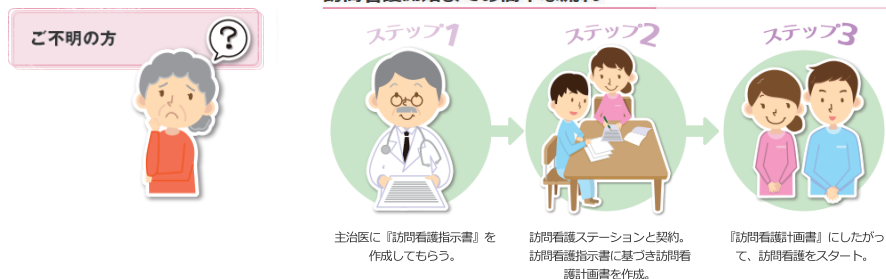 ご不明の方
?
ステップ1
ステップ2
ステップ3
主治医に『訪問看護指示書』を
作成してもらう。
訪問看護ステーションと契約。
訪問看護指示書に基づき訪問看
護計画書を作成。
『訪問看護計画書』にしたがっ
て、訪問看護をスタート。